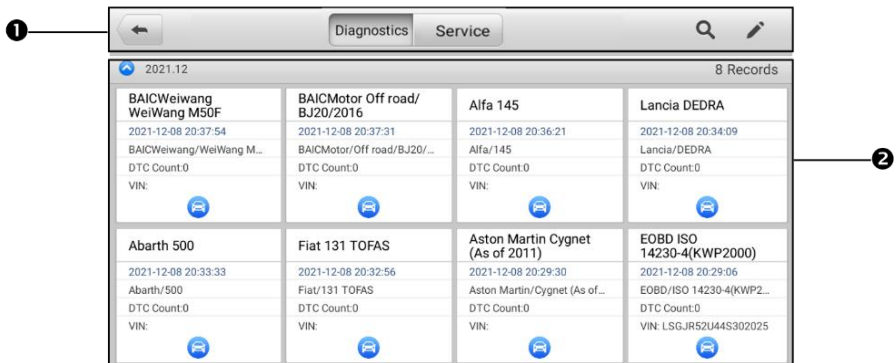 ❶
Diagnostics Service
2021.12 8 Records
BAICWeiwang
WeiWang M50F
2021-12-08 20:37:54
BAICWeiwang/WeiWang M...
DTC Count:0
VIN:
BAICMotor Off road/
BJ20/2016
2021-12-08 20:37:31
BAICMotor/Off road/BJ20/...
DTC Count:0
VIN:
Alfa 145
2021-12-08 20:36:21
Alfa/145
DTC Count:0
VIN:
Lancia DEDRA
2021-12-08 20:34:09
Lancia/DEDRA
DTC Count:0
VIN:
❷
Abarth 500
2021-12-08 20:33:33
Abarth/500
DTC Count:0
VIN:
Fiat 131 TOFAS
2021-12-08 20:32:56
Fiat/131 TOFAS
DTC Count:0
VIN:
Aston Martin Cygnet
(As of 2011)
2021-12-08 20:29:30
Aston Martin/Cygnet (As of...
DTC Count:0
VIN:
EOBD ISO
14230-4(KWP2000)
2021-12-08 20:29:06
EOBD/ISO 14230-4(KWP2...
DTC Count:0
VIN: LSGJR52U44S302025